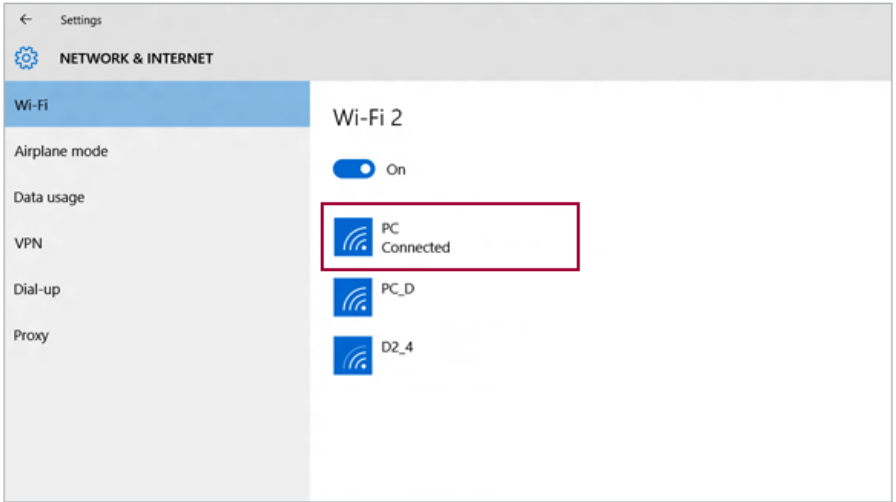 Settings
NETWORK & INTERNET
Wi-Fi
Airplane mode
Data usage
VPN
Dial-up
Proxy
Wi-Fi 2
On
PC
Connected
PC_D
D2_4